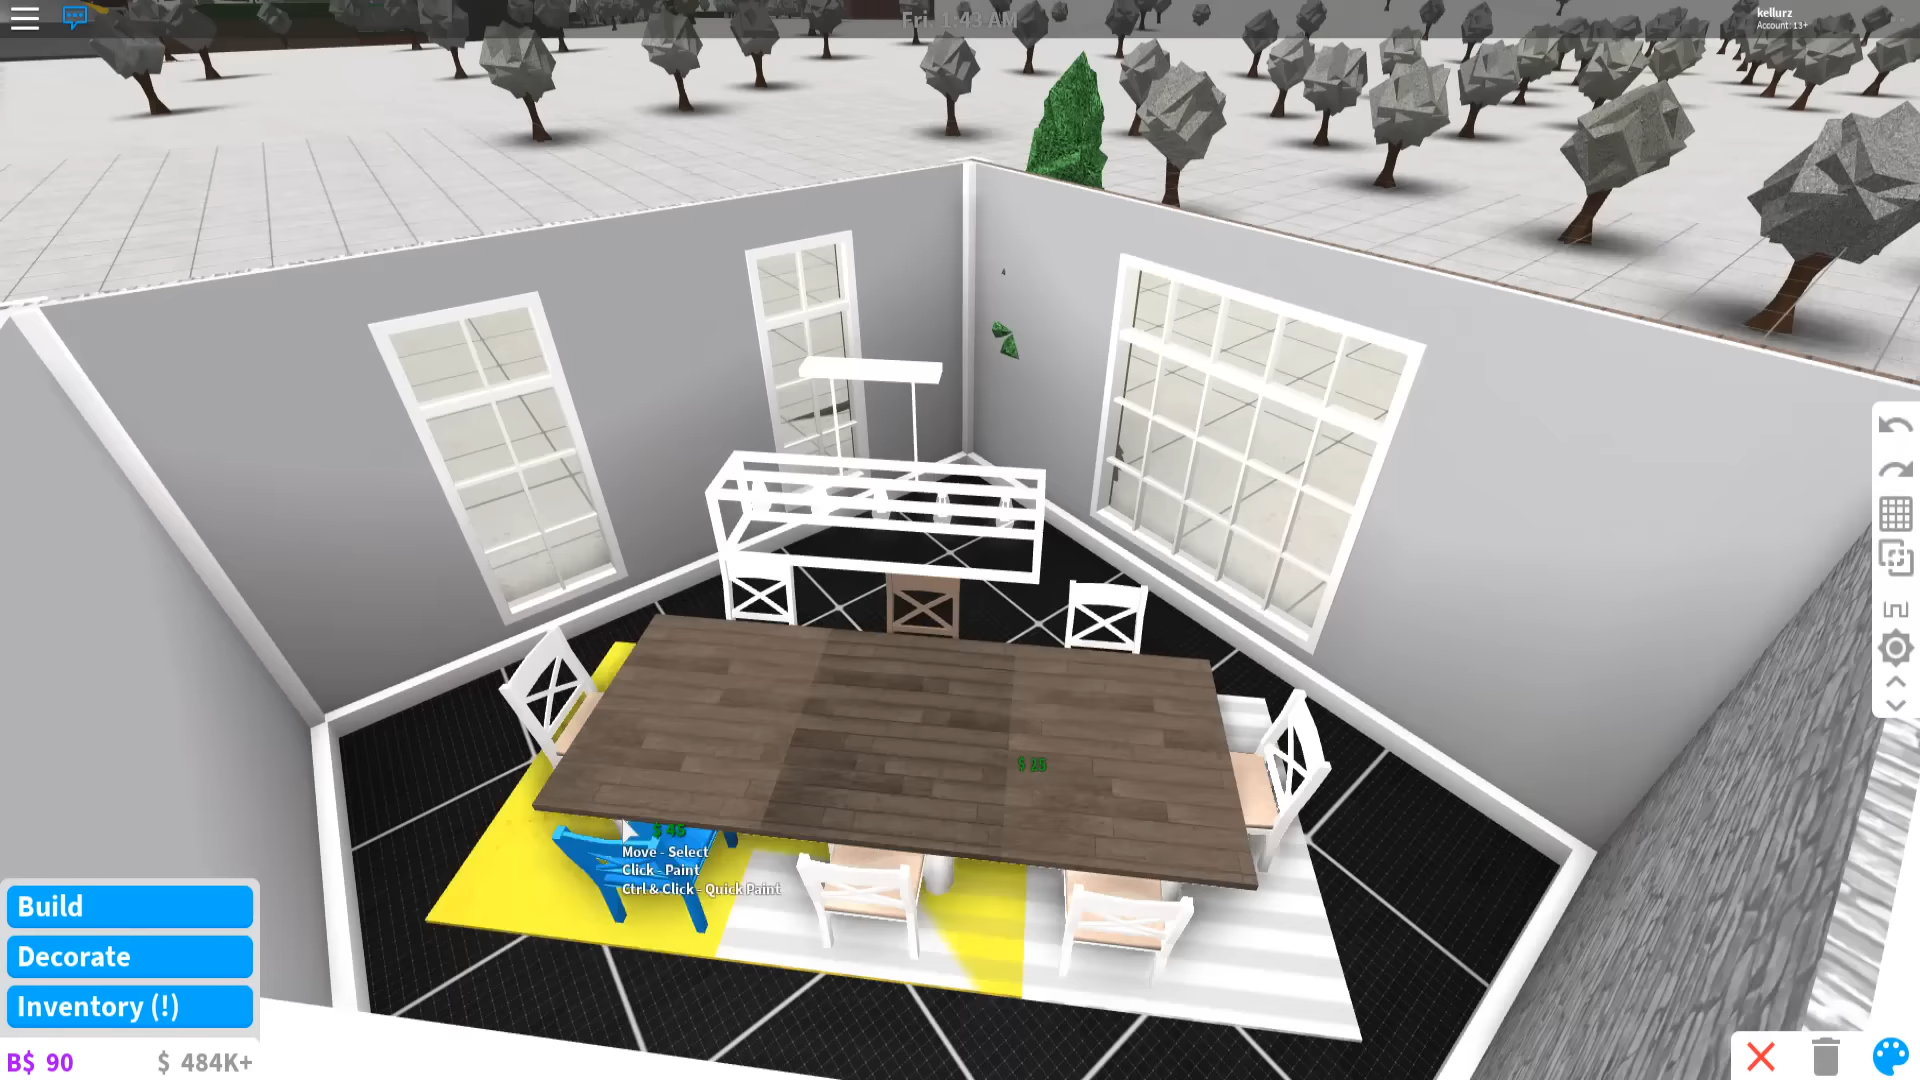 Fri, 1:43 AM
kellurz
Account: 13+
4
$ 25
$ 45
Move - Select
Click - Paint
Ctrl & Click - Quick Paint
Build
Decorate
Inventory (!)
B$ 90
$ 484K+